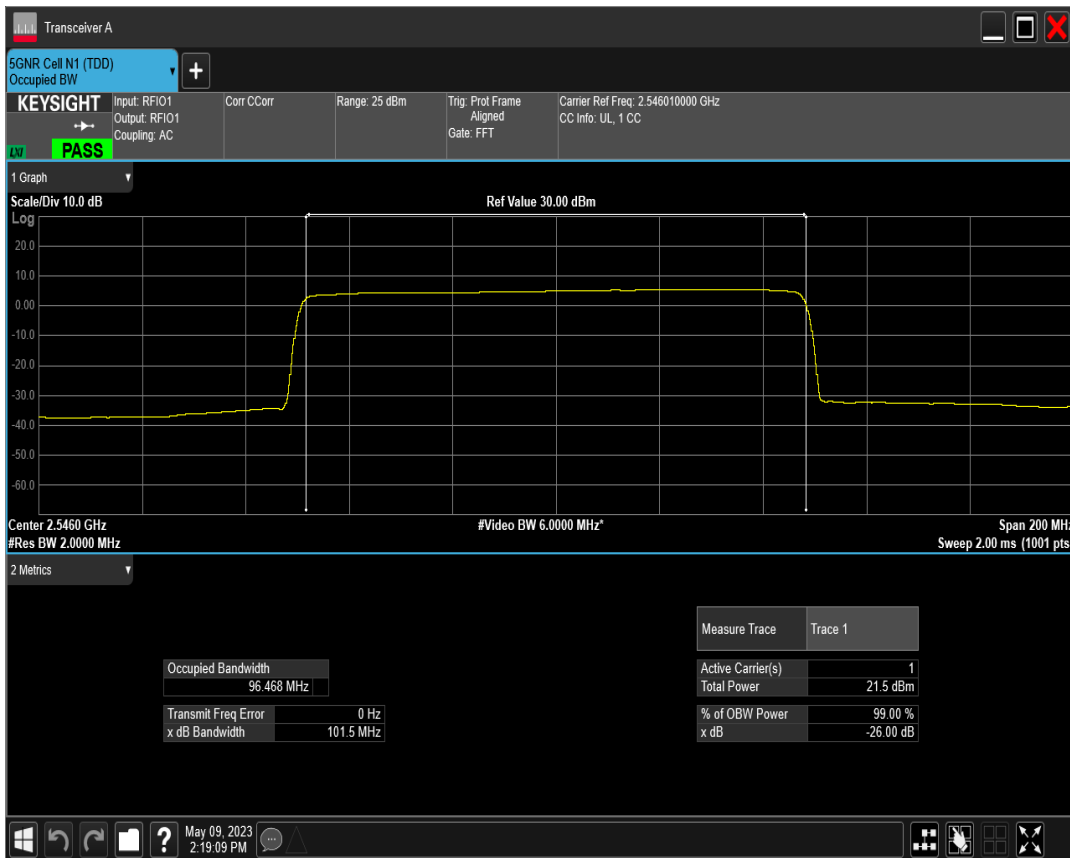 Transceiver A
5GNR Cell N1 (TDD)
Occupied BW
KEYSIGHT
LXI
PASS
Input: RFIO1
Output: RFIO1
Coupling: AC
Corr CCorr
Range: 25 dBm
Trig: Prot Frame
Aligned
Gate: FFT
Carrier Ref Freq: 2.546010000 GHz
CC Info: UL, 1 CC
1 Graph
Scale/Div 10.0 dB
Ref Value 30.00 dBm
Log
20.0
10.0
0.00
-10.0
-20.0
-30.0
-40.0
-50.0
-60.0
Center 2.5460 GHz
#Video BW 6.0000 MHz*
Span 200 MHz
#Res BW 2.0000 MHz
Sweep 2.00 ms (1001 pts
2 Metrics
Measure Trace Trace 1
Occupied Bandwidth
96.468 MHz
Active Carrier(s) 1
Total Power 21.5 dBm
Transmit Freq Error 0 Hz
x dB Bandwidth 101.5 MHz
% of OBW Power 99.00 %
x dB -26.00 dB
May 09, 2023
2:19:09 PM